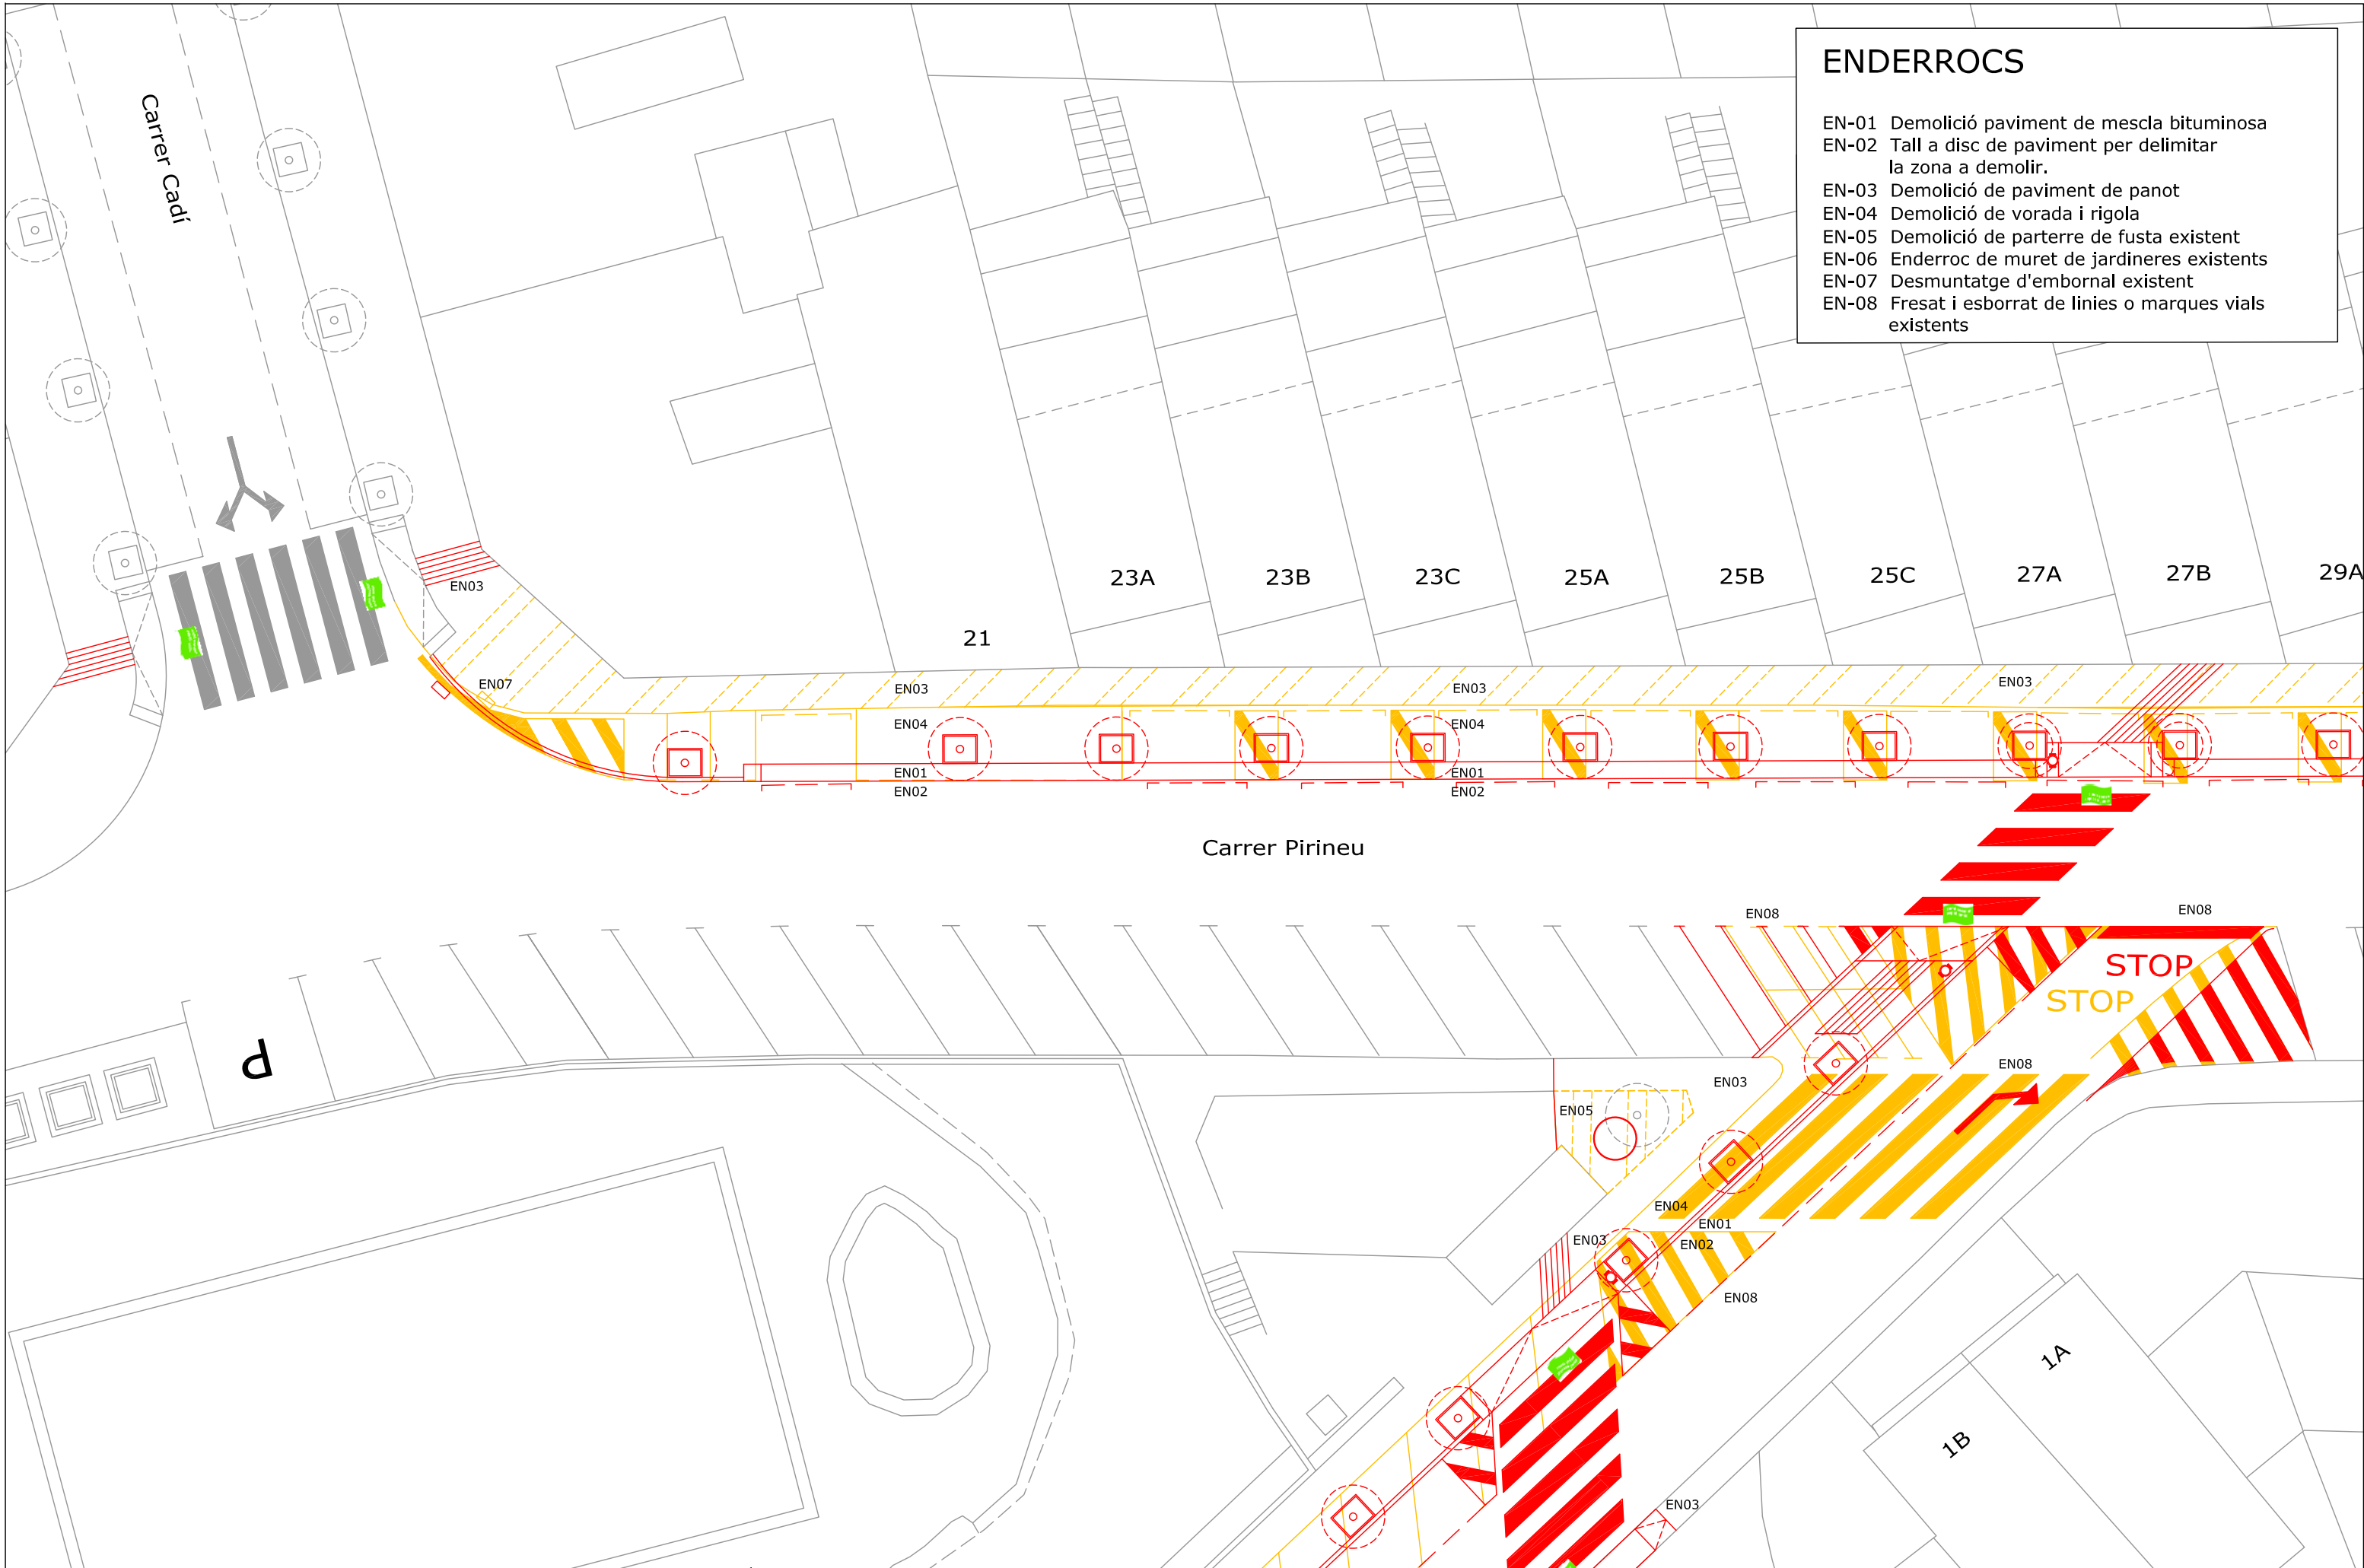 ENDERROCS
EN-01 Demolició paviment de mescla bituminosa
EN-02 Tall a disc de paviment per delimitar
la zona a demolir.
EN-03 Demolició de paviment de panot
EN-04 Demolició de vorada i rigola
EN-05 Demolició de parterre de fusta existent
EN-06 Enderroc de muret de jardineres existents
EN-07 Desmuntatge d'embornal existent
EN-08 Fresat i esborrat de linies o marques vials
existents
Carrer Cadí
23A
23B
23C
25A
25B
25C
27A
27B
29A
EN03
21
EN07
EN03
EN03
EN03
EN04
EN04
EN01
EN01
EN02
EN02
Carrer Pirineu
EN08
EN08
STOP
STOP
P
EN08
EN03
EN05
EN04
EN01
EN03
EN02
EN08
1A
1B
EN03